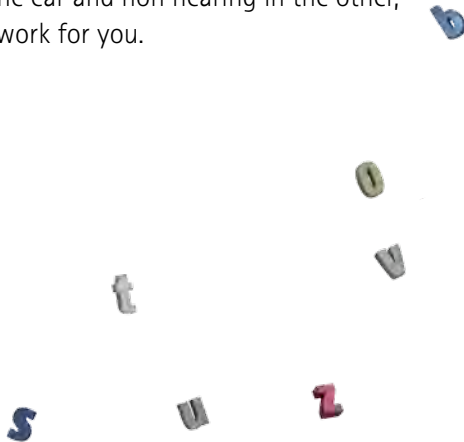 ne ear and non-hearing in the other,
work for you.
b
o
v
t
s u z